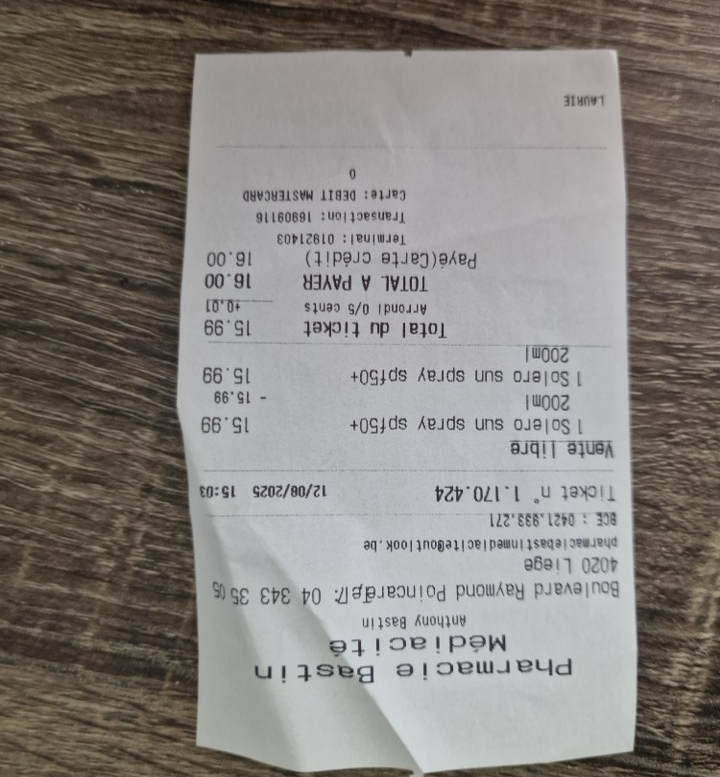 Pharmacie Bastin
Médiacité
Anthony Bastin
Boulevard Raymond Poincaré 7 04 343 35 05
4020 Liege
pharmaciebastinmediacite@outlook.be
BCE : 0421.933.271
Ticket n° 1.170.424 12/08/2025 15:03
Vente libre
1 Solero sun spray spf50+ 15.99
200ml - 15.99
1 Solero sun spray spf50+ 15.99
200ml
Total du ticket 15.99
Arrondi 0/5 cents +0.01
TOTAL A PAYER 16.00
Payé(Carte crédit) 16.00
Terminal: 01921403
Transaction: 16909116
Carte: DEBIT MASTERCARD
0
LAURIE